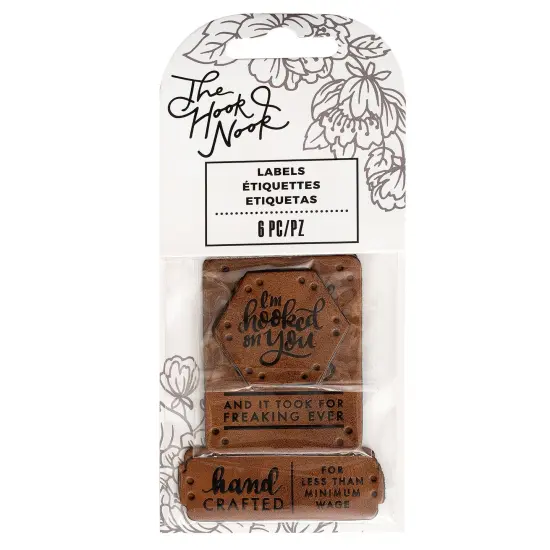 The
Hook &
Nook
LABELS
ÉTIQUETTES
ETIQUETAS
6 PC/PZ
I'm
hooked
on You
AND IT TOOK FOR
FREAKING EVER
hand
CRAFTED
FOR
LESS THAN
MINIMUM
WAGE